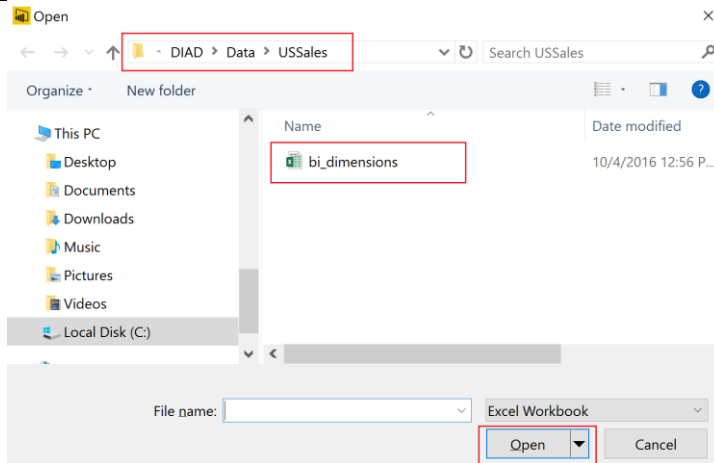 Open
DIAD > Data > USSales
Search USSales
Organize
New folder
Name
Date modified
This PC
bi_dimensions
10/4/2016 12:56 P...
Desktop
Documents
Downloads
Music
Pictures
Videos
Local Disk (C:)
File name:
Excel Workbook
Open
Cancel